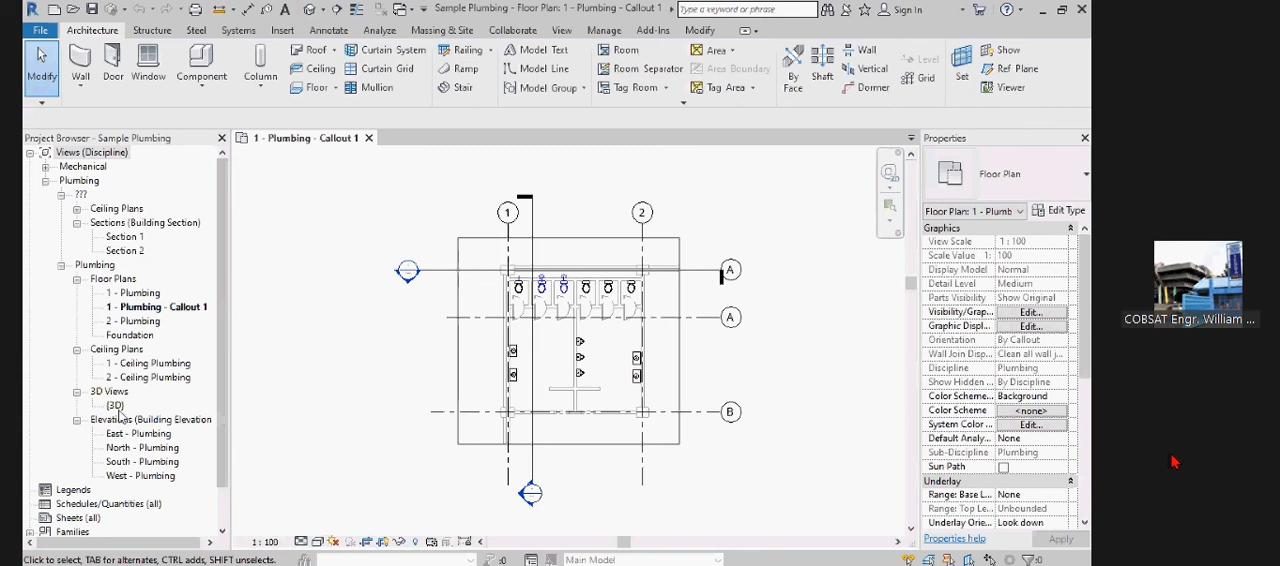 Sample Plumbing - Floor Plan: 1 - Plumbing - Callout 1
Type a keyword or phrase
Sign In
File Architecture Structure Steel Systems Insert Annotate Analyze Massing & Site Collaborate View Manage Add-Ins Modify
Modify Wall Door Window Component Column
Roof Curtain System Railing Model Text Room Area
Ceiling Curtain Grid Ramp Model Line Room Separator Area Boundary
Floor Mullion Stair Model Group Tag Room Tag Area
By Face Shaft Wall Vertical Dormer Level Grid Set Show Ref Plane Viewer
Project Browser - Sample Plumbing
1 - Plumbing - Callout 1
Properties
Views (Discipline)
Mechanical
Plumbing
???
Ceiling Plans
Sections (Building Section)
Section 1
Section 2
Plumbing
Floor Plans
1 - Plumbing
1 - Plumbing - Callout 1
2 - Plumbing
Foundation
Ceiling Plans
1 - Ceiling Plumbing
2 - Ceiling Plumbing
3D Views
{3D}
Elevations (Building Elevation
East - Plumbing
North - Plumbing
South - Plumbing
West - Plumbing
Legends
Schedules/Quantities (all)
Sheets (all)
Families
1
2
A
A
B
1 : 100
Floor Plan
Floor Plan: 1 - Plumb Edit Type
Graphics
View Scale 1 : 100
Scale Value 1: 100
Display Model Normal
Detail Level Medium
Parts Visibility Show Original
Visibility/Grap... Edit...
Graphic Displ... Edit...
Orientation By Callout
Wall Join Disp... Clean all wall j...
Discipline Plumbing
Show Hidden ... By Discipline
Color Scheme... Background
Color Scheme <none>
System Color ... Edit...
Default Analy... None
Sub-Discipline Plumbing
Sun Path
Underlay
Range: Base L... None
Range: Top Le... Unbounded
Underlay Orie... Look down
Properties help Apply
Click to select, TAB for alternates, CTRL adds, SHIFT unselects.
:0
Main Model
:0
COBSAT Engr. William ...